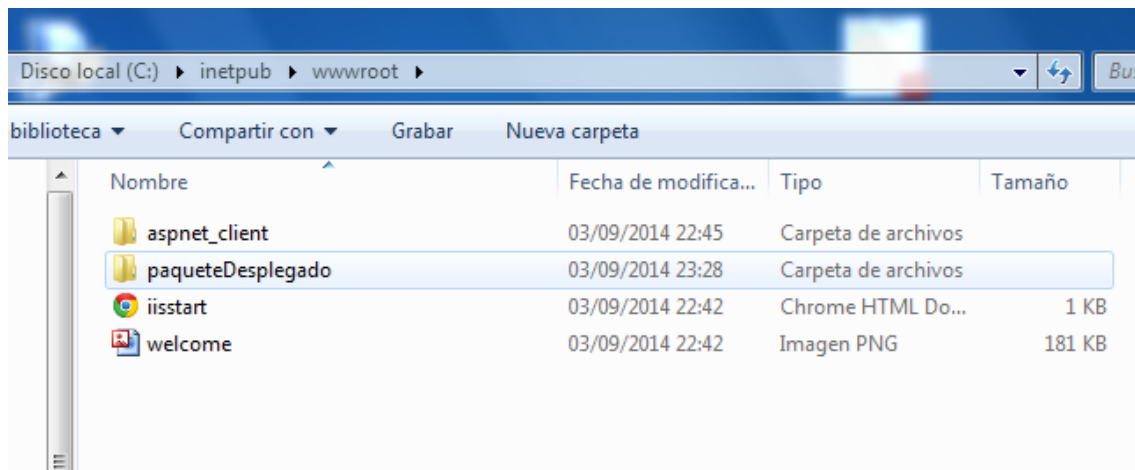 Disco local (C:) inetpub wwwroot
biblioteca Compartir con Grabar Nueva carpeta
Nombre Fecha de modifica... Tipo Tamaño
aspnet_client 03/09/2014 22:45 Carpeta de archivos
paqueteDesplegado 03/09/2014 23:28 Carpeta de archivos
iisstart 03/09/2014 22:42 Chrome HTML Do... 1 KB
welcome 03/09/2014 22:42 Imagen PNG 181 KB